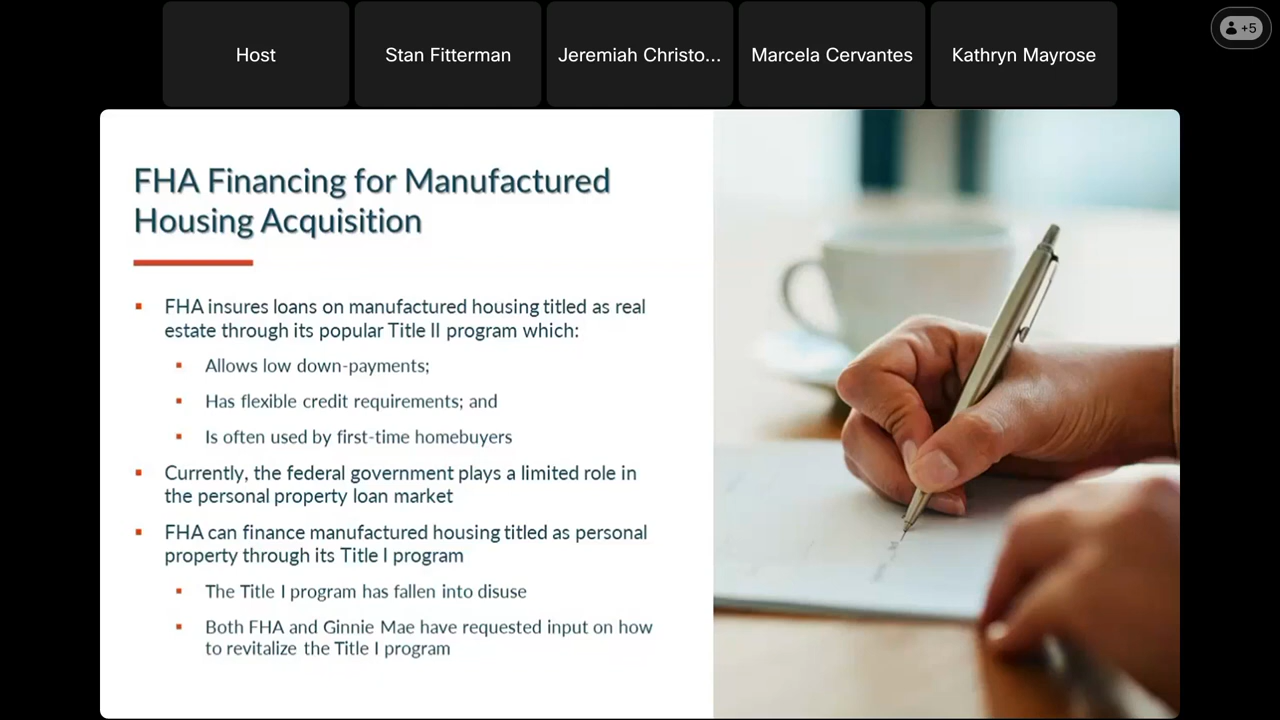 Host
Stan Fitterman
Jeremiah Christo...
Marcela Cervantes
Kathryn Mayrose
+5
FHA Financing for Manufactured
Housing Acquisition
▪ FHA insures loans on manufactured housing titled as real
estate through its popular Title II program which:
▪ Allows low down-payments;
▪ Has flexible credit requirements; and
▪ Is often used by first-time homebuyers
▪ Currently, the federal government plays a limited role in
the personal property loan market
▪ FHA can finance manufactured housing titled as personal
property through its Title I program
▪ The Title I program has fallen into disuse
▪ Both FHA and Ginnie Mae have requested input on how
to revitalize the Title I program